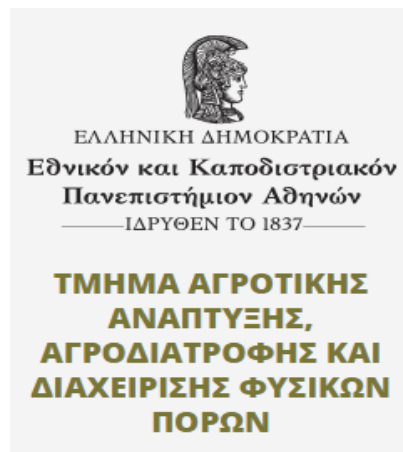 ΕΛΛΗΝΙΚΗ ΔΗΜΟΚΡΑΤΙΑ
Εθνικόν και Καποδιστριακόν
Πανεπιστήμιον Αθηνών
ΙΔΡΥΘΕΝ ΤΟ 1837
ΤΜΗΜΑ ΑΓΡΟΤΙΚΗΣ
ΑΝΑΠΤΥΞΗΣ,
ΑΓΡΟΔΙΑΤΡΟΦΗΣ ΚΑΙ
ΔΙΑΧΕΙΡΙΣΗΣ ΦΥΣΙΚΩΝ
ΠΟΡΩΝ